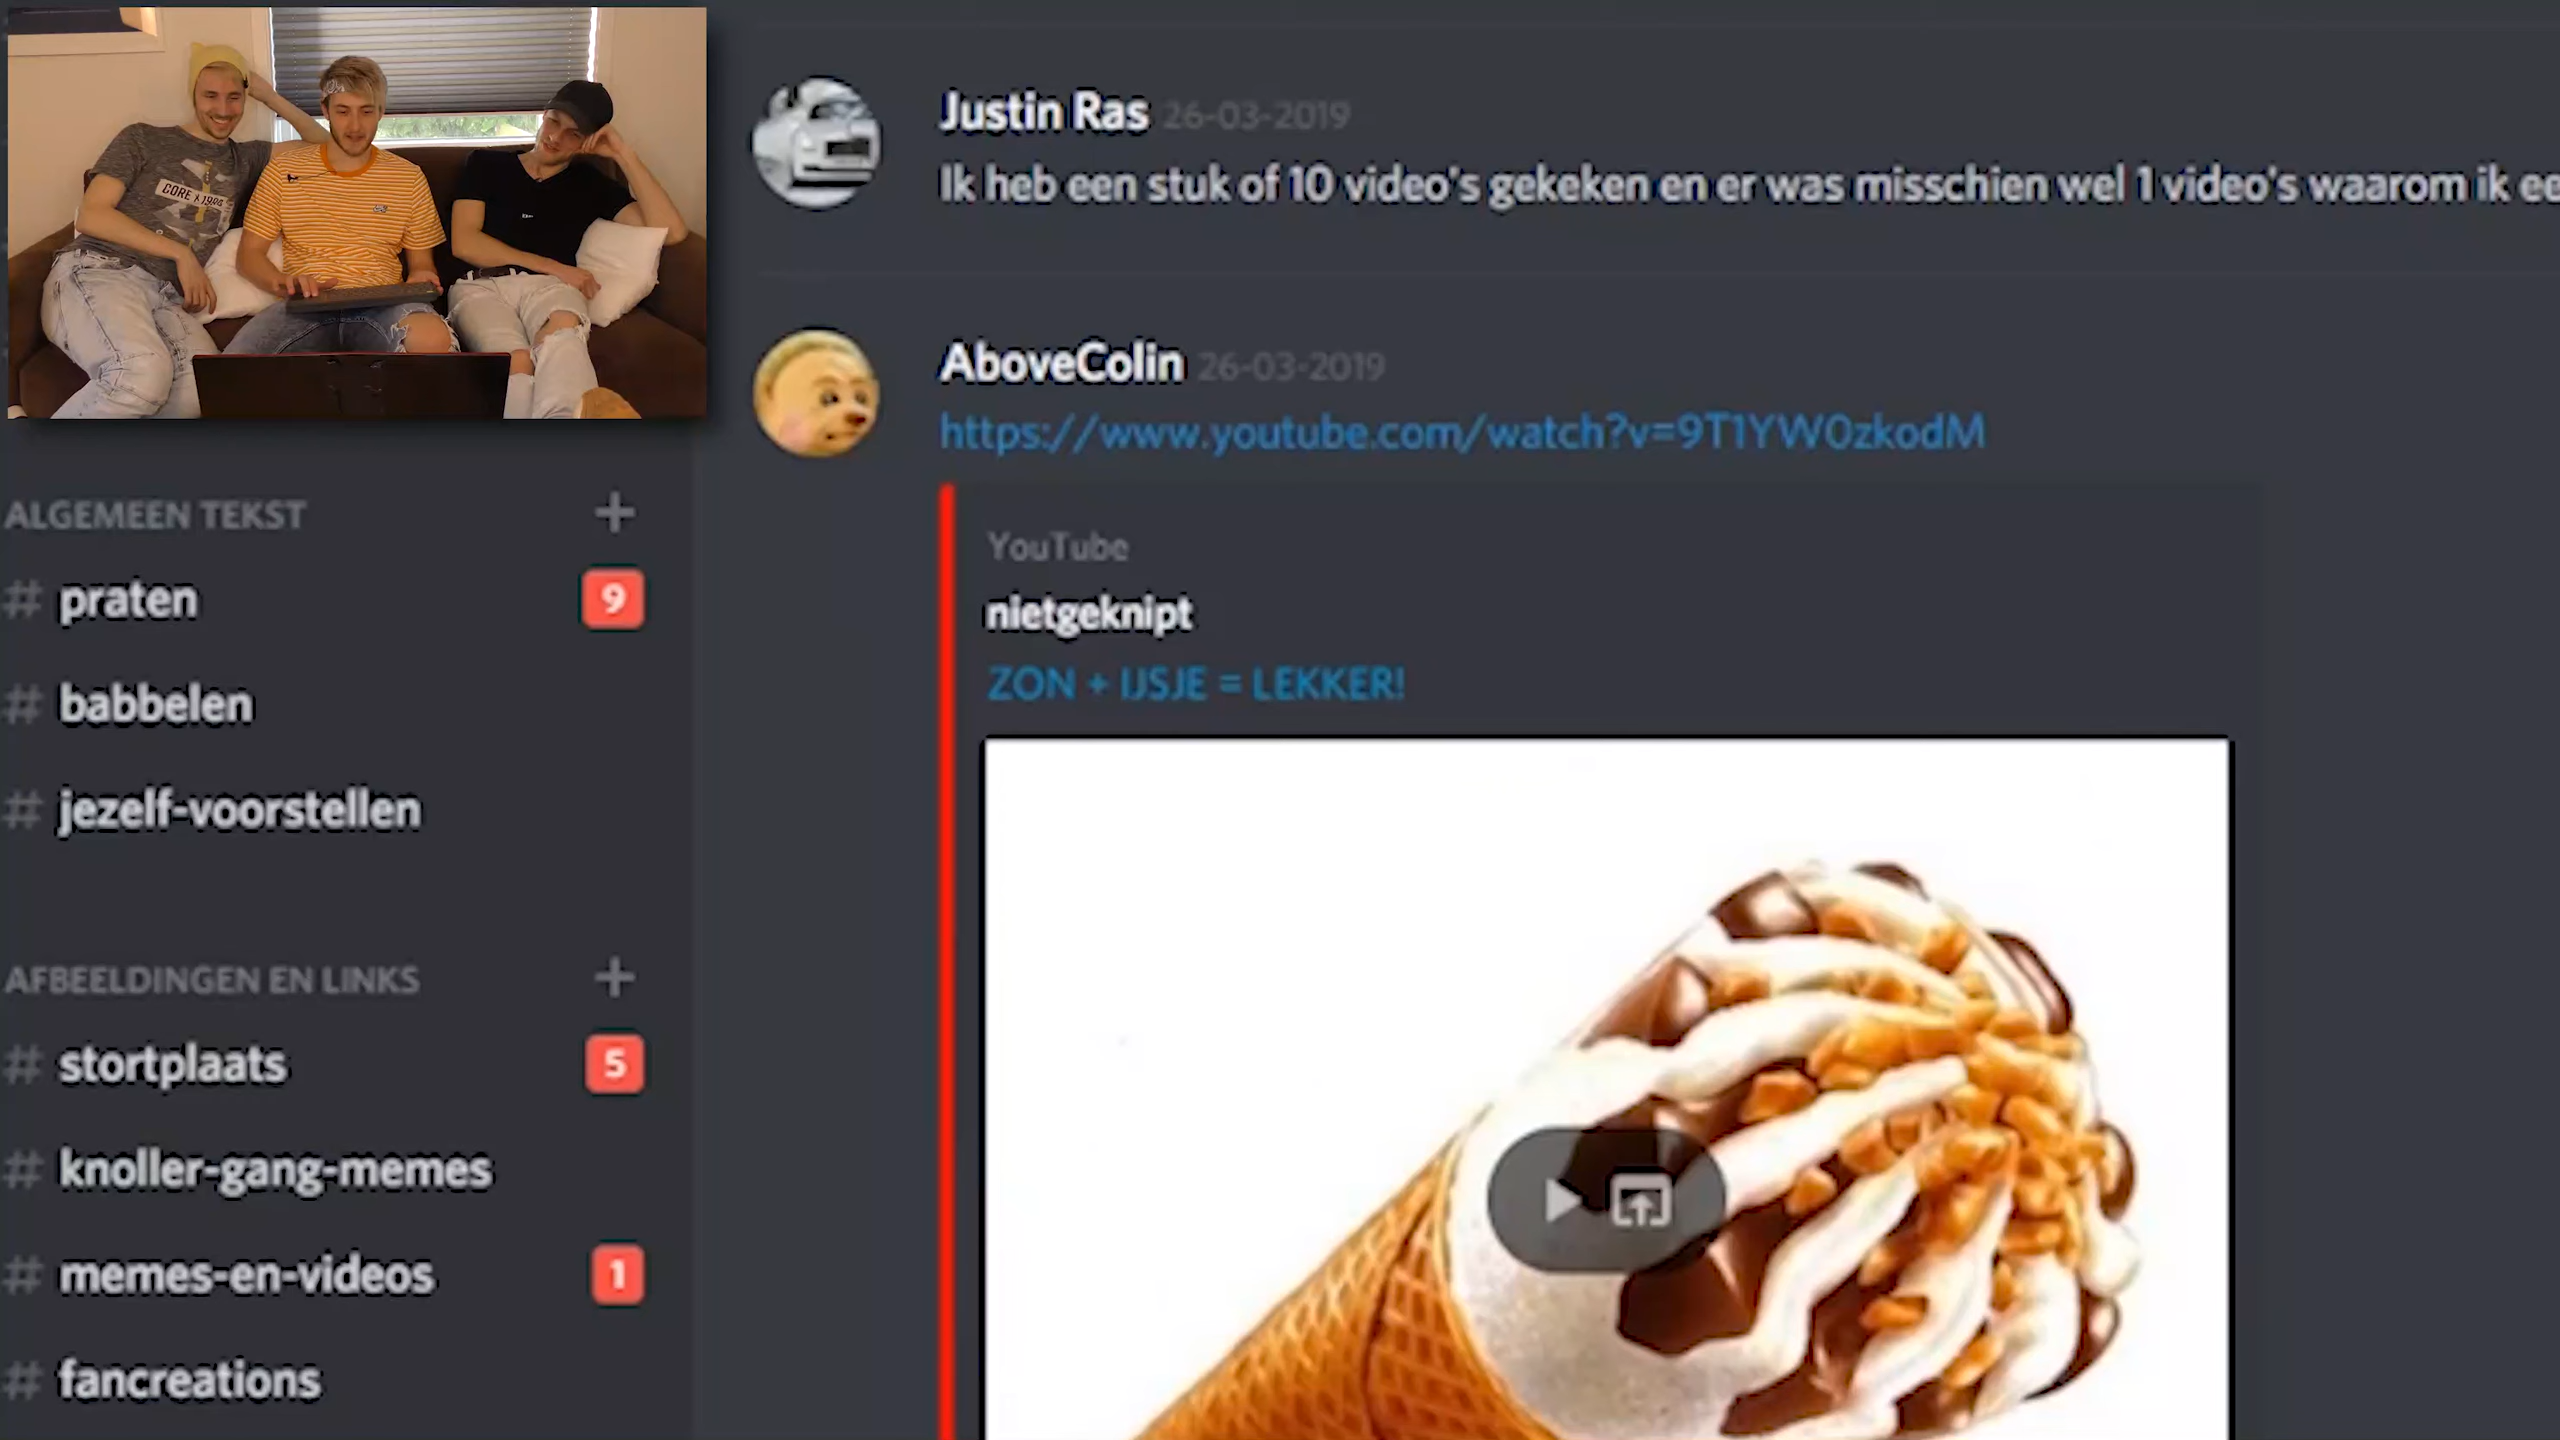 CORE X 1984
Justin Ras 26-03-2019
Ik heb een stuk of 10 video's gekeken en er was misschien wel 1 video's waarom ik ee
AboveColin 26-03-2019
https://www.youtube.com/watch?v=9T1YW0zkodM
YouTube
nietgeknipt
ZON + IJSJE = LEKKER!
ALGEMEEN TEKST +
# praten 9
# babbelen
# jezelf-voorstellen
AFBEELDINGEN EN LINKS +
# stortplaats 5
# knoller-gang-memes
# memes-en-videos 1
# fancreations